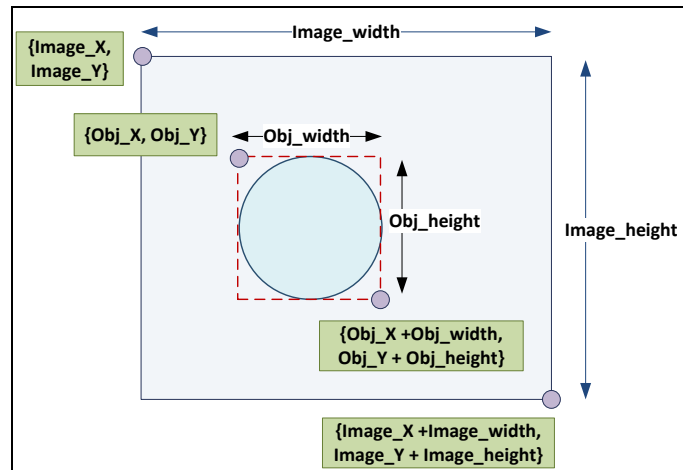 Image_width
{Image_X,
Image_Y}
{Obj_X, Obj_Y}
Obj_width
Obj_height
Image_height
{Obj_X +Obj_width,
Obj_Y + Obj_height}
{Image_X +Image_width,
Image_Y + Image_height}